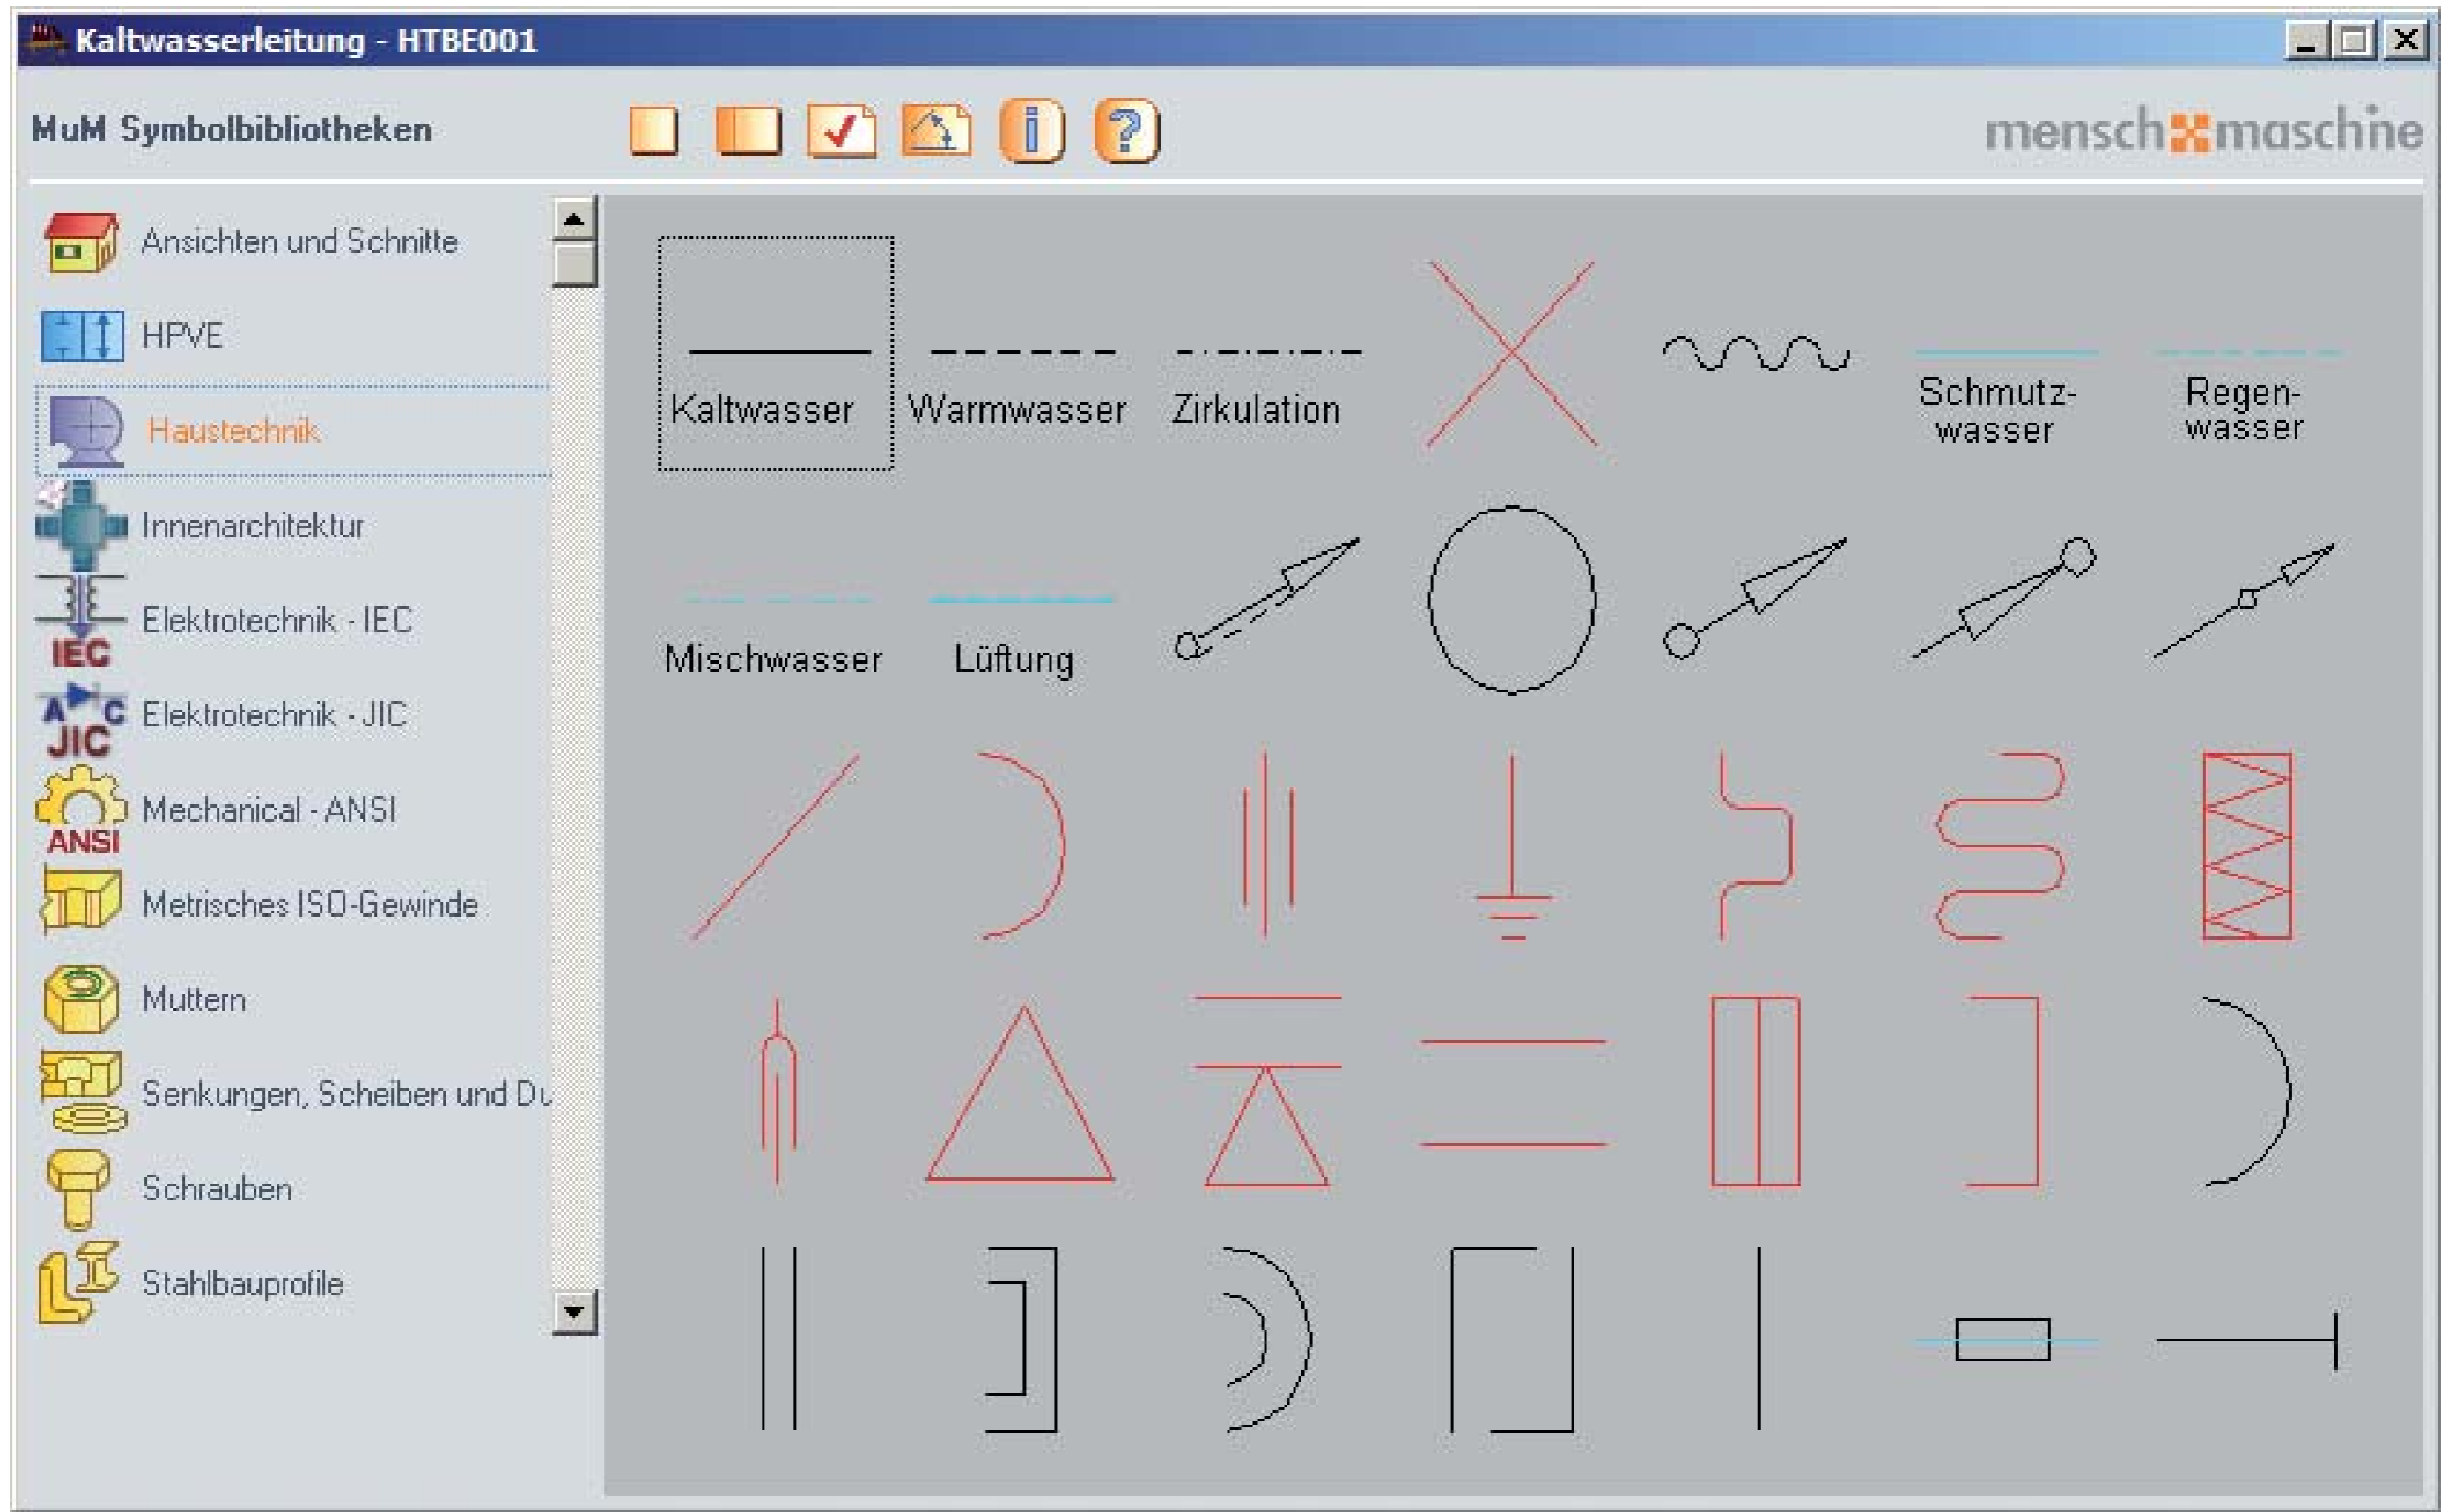 Kaltwasserleitung - HTBE001
MuM Symbolbibliotheken
mensch maschine
Ansichten und Schnitte
HPVE
Haustechnik
Innenarchitektur
IEC
Elektrotechnik - IEC
A C
JIC
Elektrotechnik - JIC
ANSI
Mechanical - ANSI
Metrisches ISO-Gewinde
Muttern
Senkungen, Scheiben und Du
Schrauben
Stahlbauprofile
Kaltwasser
Warmwasser
Zirkulation
Schmutz-
wasser
Regen-
wasser
Mischwasser
Lüftung